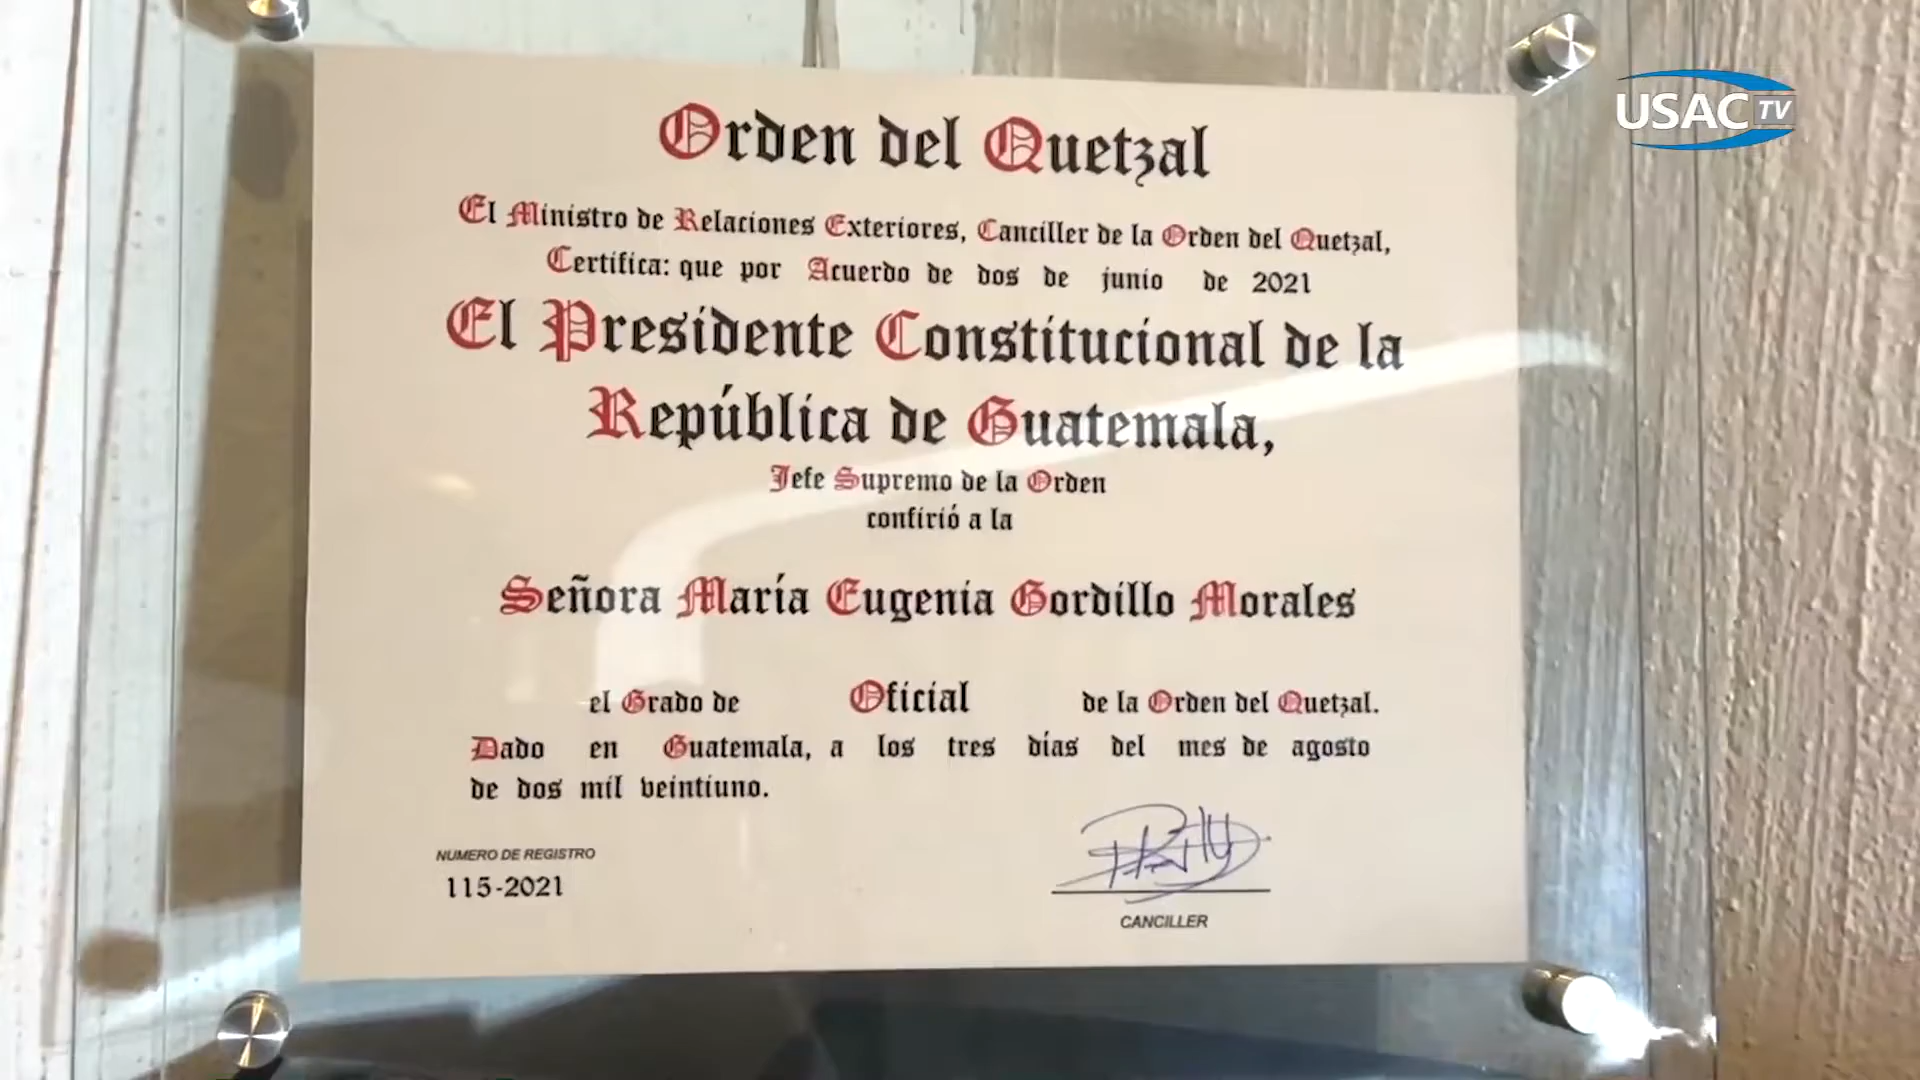 USAC TV
Orden del Quetzal
El Ministro de Relaciones Exteriores, Canciller de la Orden del Quetzal,
Certifica: que por Acuerdo de dos de junio de 2021
El Presidente Constitucional de la
República de Guatemala,
Jefe Supremo de la Orden
confirió a la
Señora María Eugenia Gordillo Morales
el Grado de Oficial de la Orden del Quetzal.
Dado en Guatemala, a los tres días del mes de agosto
de dos mil veintiuno.
NUMERO DE REGISTRO
115-2021
CANCILLER